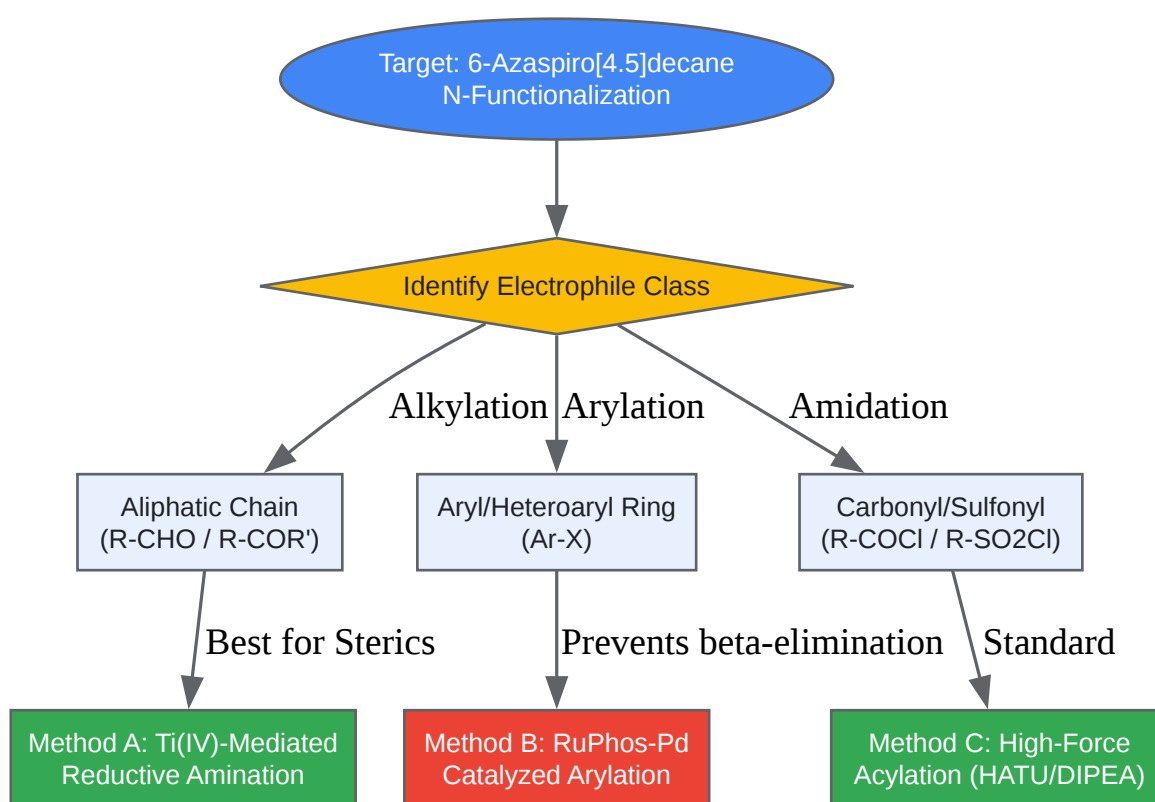 Target: 6-Azaspiro[4.5]decane
N-Functionalization
Identify Electrophile Class
Alkylation
Arylation
Amidation
Aliphatic Chain
(R-CHO / R-COR')
Aryl/Heteroaryl Ring
(Ar-X)
Carbonyl/Sulfonyl
(R-COCl / R-SO2Cl)
Best for Sterics
Prevents beta-elimination
Standard
Method A: Ti(IV)-Mediated
Reductive Amination
Method B: RuPhos-Pd
Catalyzed Arylation
Method C: High-Force
Acylation (HATU/DIPEA)